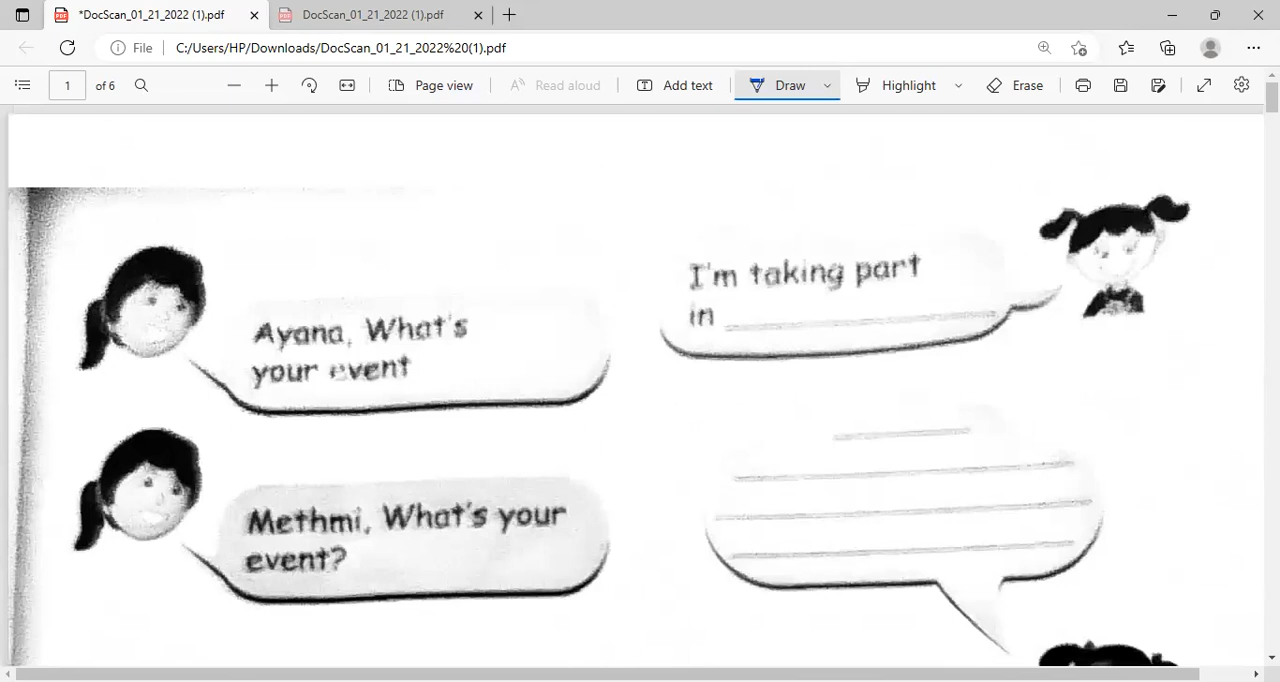 *DocScan_01_21_2022 (1).pdf
DocScan_01_21_2022 (1).pdf
File
C:/Users/HP/Downloads/DocScan_01_21_2022%20(1).pdf
1 of 6
Page view
Read aloud
Add text
Draw
Highlight
Erase
I'm taking part
in
Ayana, What's
your event
Methmi, What's your
event?